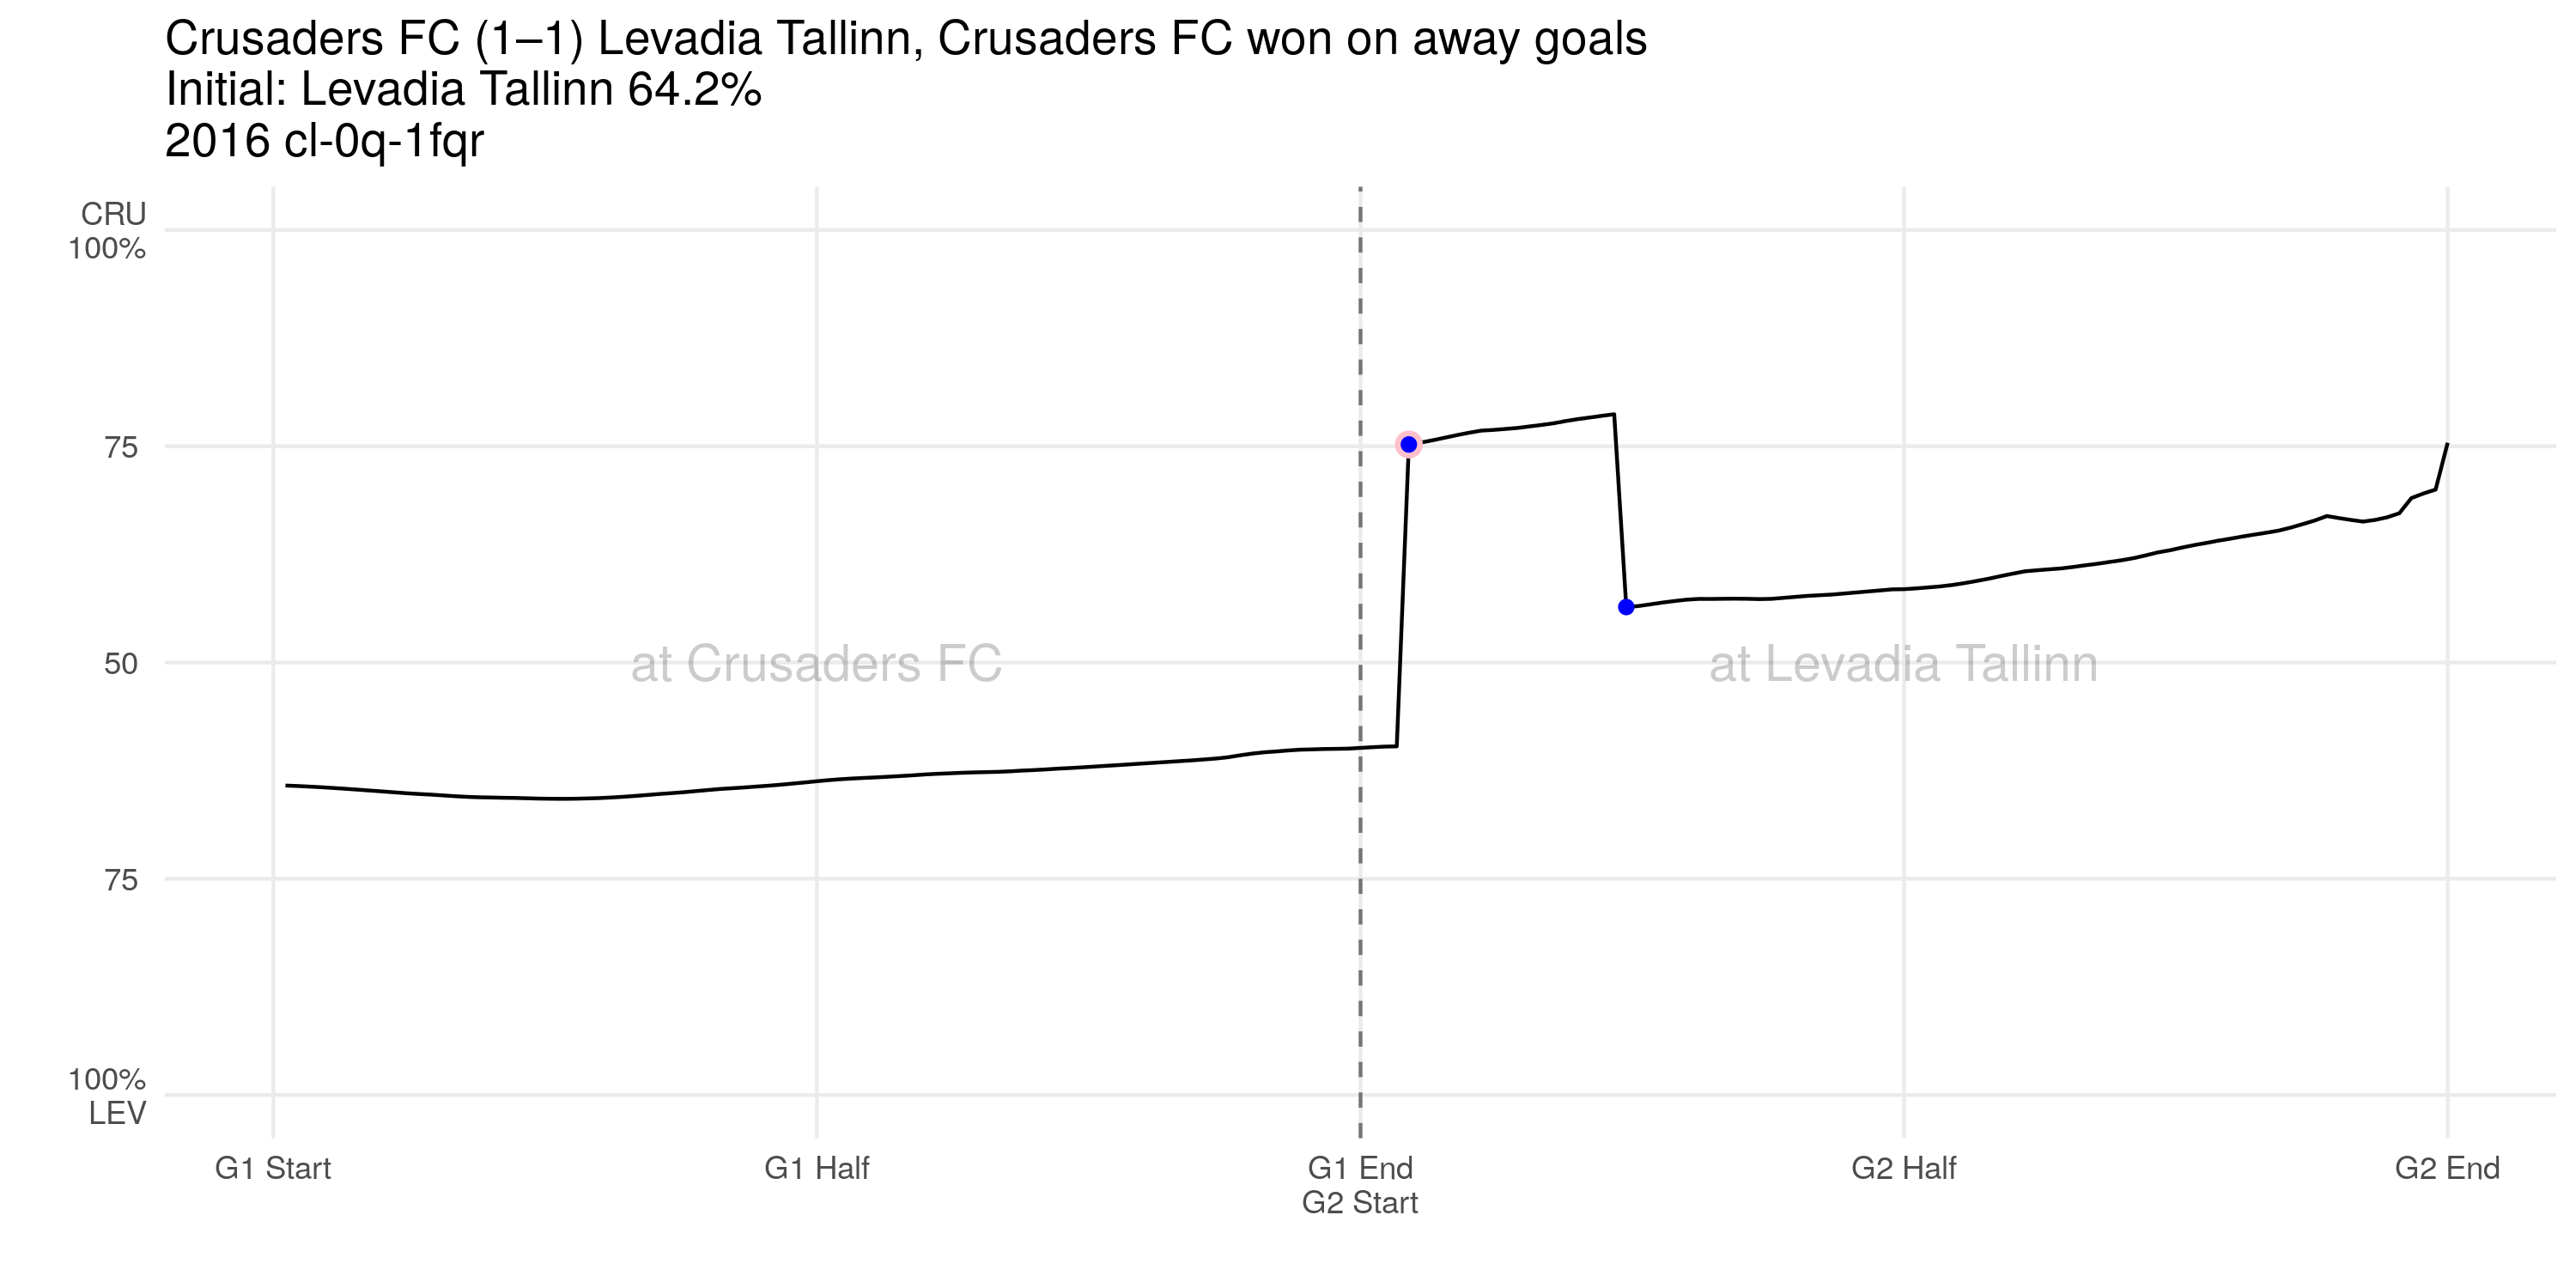 Crusaders FC (1–1) Levadia Tallinn, Crusaders FC won on away goals
Initial: Levadia Tallinn 64.2%
2016 cl-0q-1fqr
CRU
100%
75
50
75
100%
LEV
at Crusaders FC
at Levadia Tallinn
G1 Start
G1 Half
G1 End
G2 Start
G2 Half
G2 End